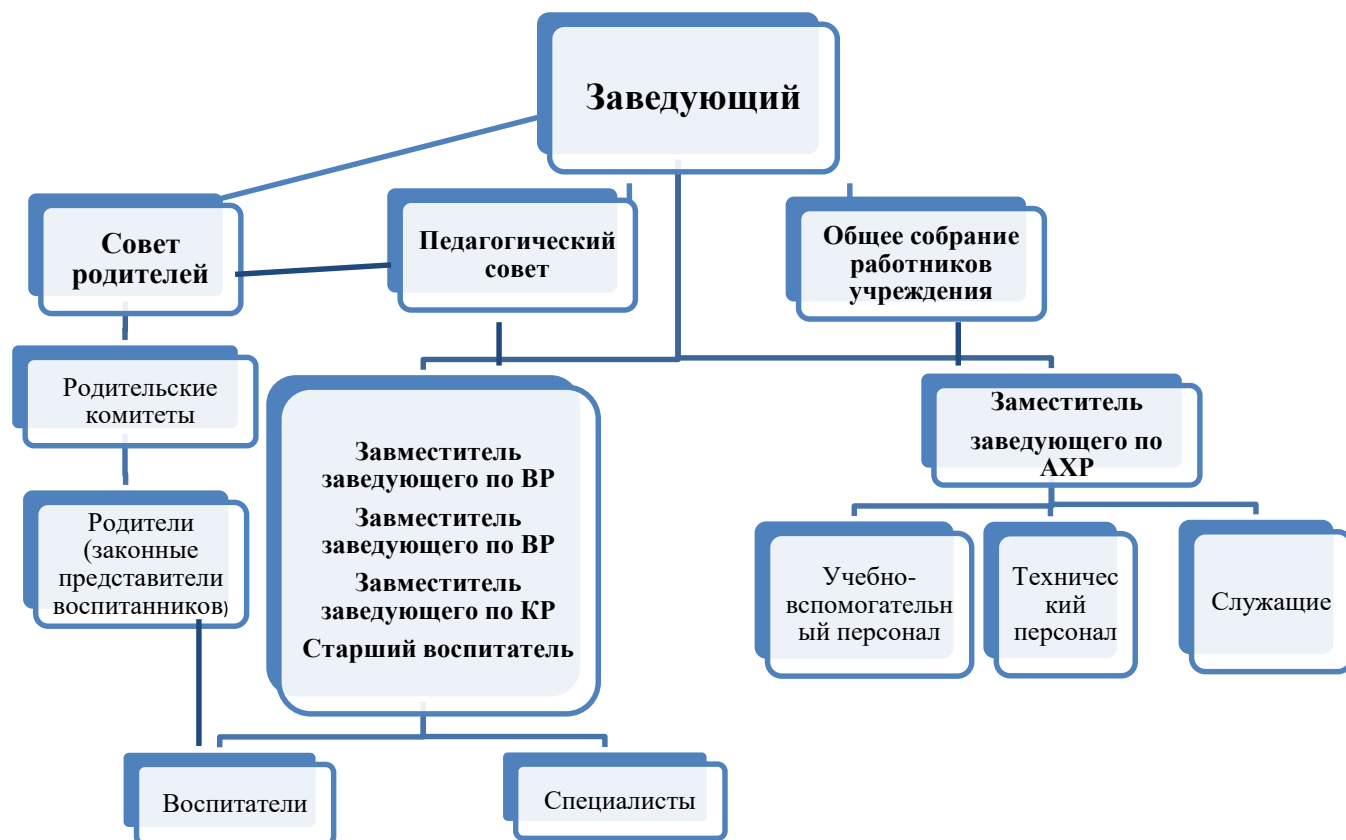 Заведующий
Совет
родителей
Педагогический
совет
Общее собрание
работников
учреждения
Родительские
комитеты
Завместитель
заведующего по ВР
Завместитель
заведующего по ВР
Завместитель
заведующего по КР
Старший воспитатель
Заместитель
заведующего по
АХР
Родители
(законные
представители
воспитанников)
Учебно-
вспомогательн
ый персонал
Техничес
кий
персонал
Служащие
Воспитатели
Специалисты